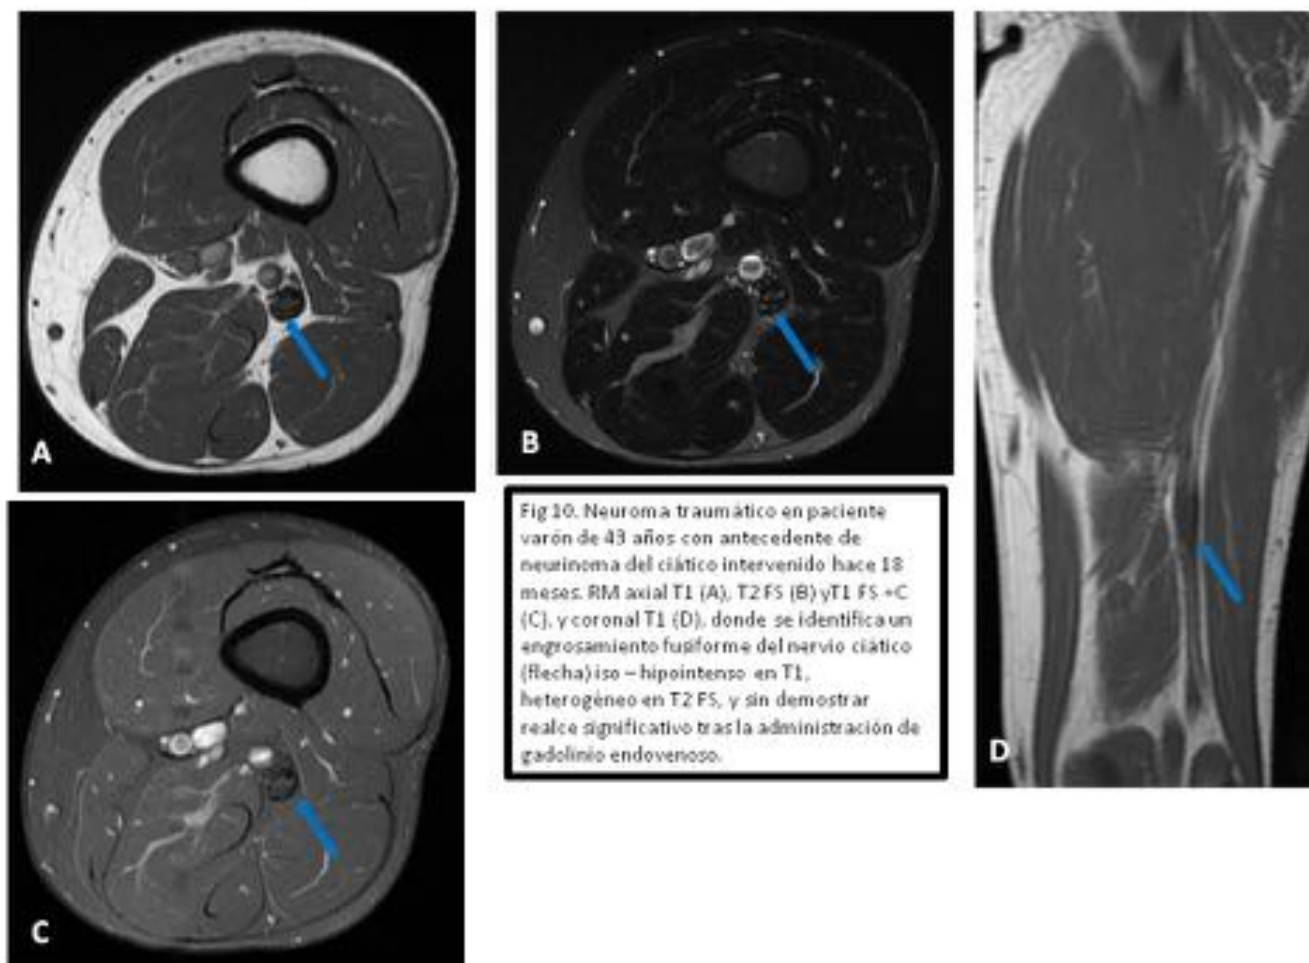 A
B
D
Fig 10. Neuroma traumático en paciente
varón de 43 años con antecedente de
neurinoma del ciático intervenido hace 18
meses. RM axial T1 (A), T2 FS (B) y T1 FS +C
(C), y coronal T1 (D), donde se identifica un
engrosamiento fusiforme del nervio ciático
(flecha) iso – hipointenso en T1,
heterogéneo en T2 FS, y sin demostrar
realce significativo tras la administración de
gadolinio endovenoso.
C